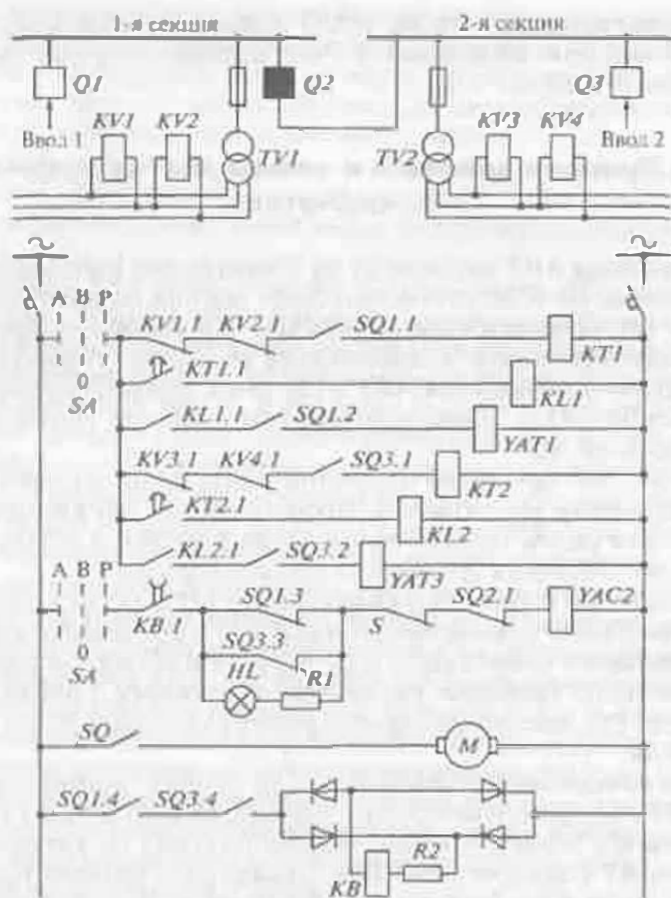 1-я секция
2-я секция
Q1
Q2
Q3
KV1
KV2
KV3
KV4
Ввод 1
TV1
TV2
Ввод 2
~
~
A B P
0
SA
KV1.1
KV2.1
SQ1.1
KT1
KT1.1
KL1
KL1.1
SQ1.2
YAT1
KV3.1
KV4.1
SQ3.1
KT2
KT2.1
KL2
KL2.1
SQ3.2
YAT3
A B P
0
SA
KB.1
SQ1.3
S
SQ2.1
YAC2
SQ3.3
HL
R1
SQ
M
SQ1.4
SQ3.4
KB
R2